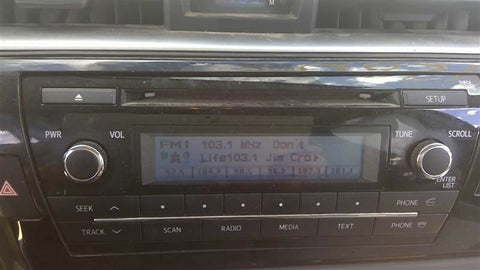 SETUP
PWR VOL TUNE SCROLL
FM1 103.1 MHz Don't
Life103.1 Jim Cro
ENTER
LIST
SEEK PHONE
TRACK SCAN RADIO MEDIA TEXT PHONE